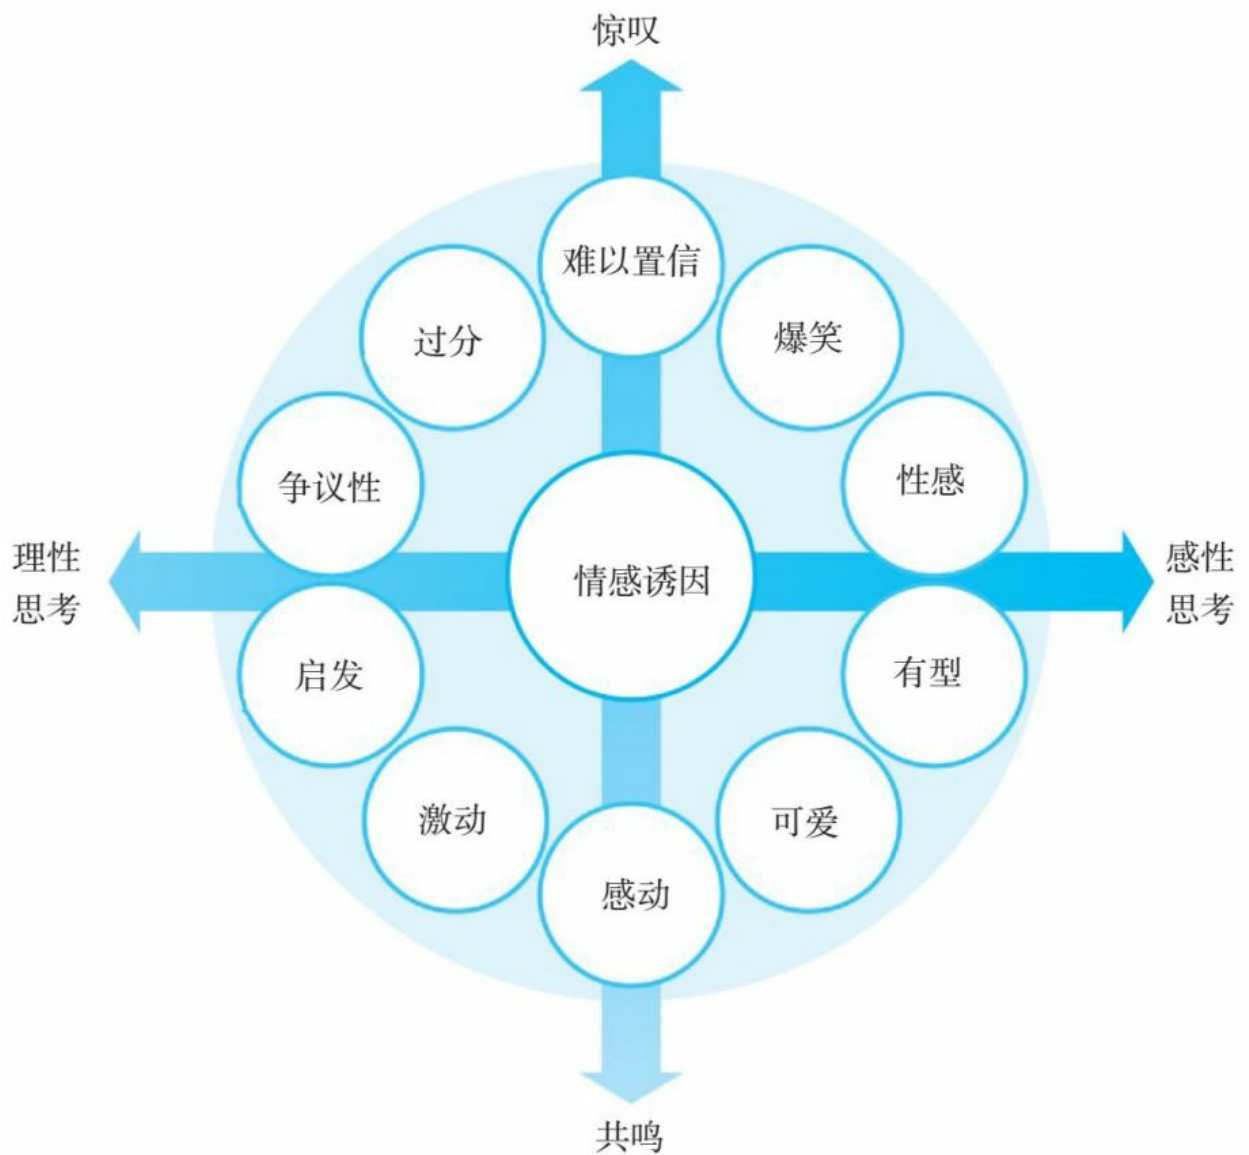 惊叹
难以置信
过分
爆笑
争议性
性感
理性
思考
情感诱因
感性
思考
启发
有型
激动
可爱
感动
共鸣